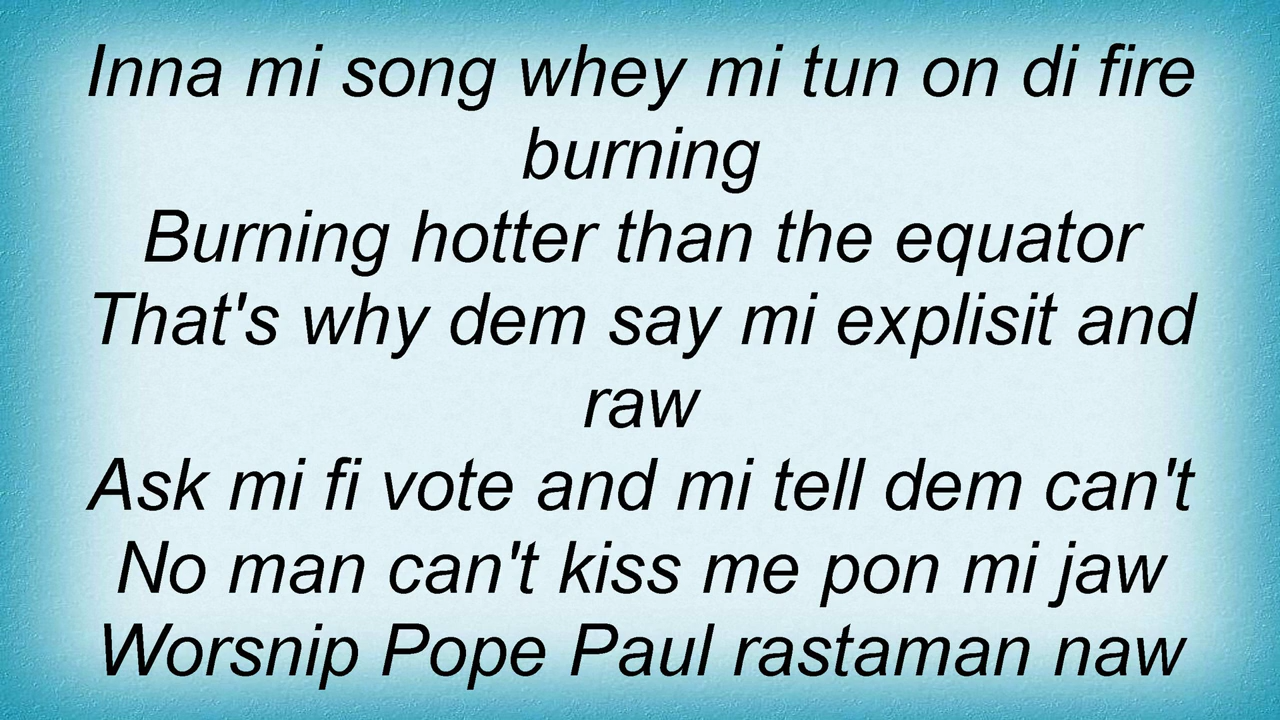 Inna mi song whey mi tun on di fire
burning
Burning hotter than the equator
That's why dem say mi explisit and
raw
Ask mi fi vote and mi tell dem can't
No man can't kiss me pon mi jaw
Worsnip Pope Paul rastaman naw